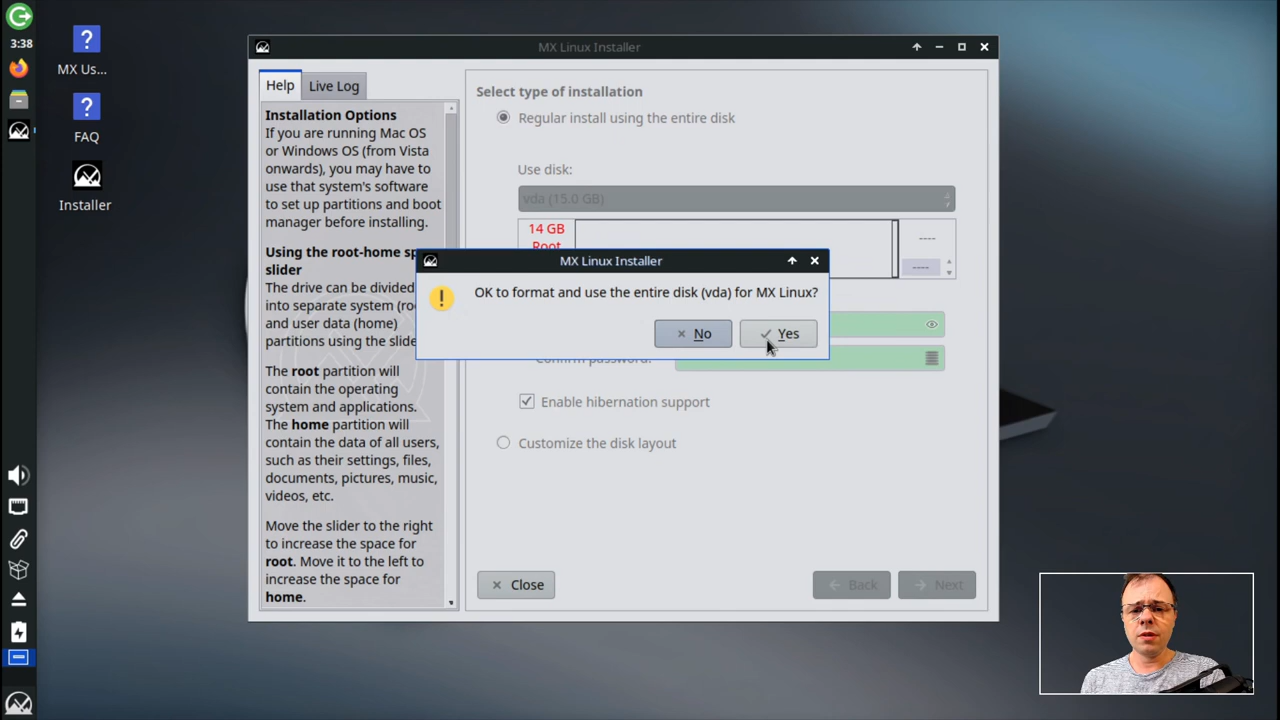 3:38
MX Us...
FAQ
Installer
MX Linux Installer
Help
Live Log
Installation Options
If you are running Mac OS
or Windows OS (from Vista
onwards), you may have to
use that system's software
to set up partitions and boot
manager before installing.
Using the root-home sp
slider
The drive can be divided
into separate system (ro
and user data (home)
partitions using the slide
The root partition will
contain the operating
system and applications.
The home partition will
contain the data of all users,
such as their settings, files,
documents, pictures, music,
videos, etc.
Move the slider to the right
to increase the space for
root. Move it to the left to
increase the space for
home.
Select type of installation
Regular install using the entire disk
Use disk:
vda (15.0 GB)
14 GB
Root
----
----
MX Linux Installer
OK to format and use the entire disk (vda) for MX Linux?
No
Yes
Confirm password:
Enable hibernation support
Customize the disk layout
Close
Back
Next